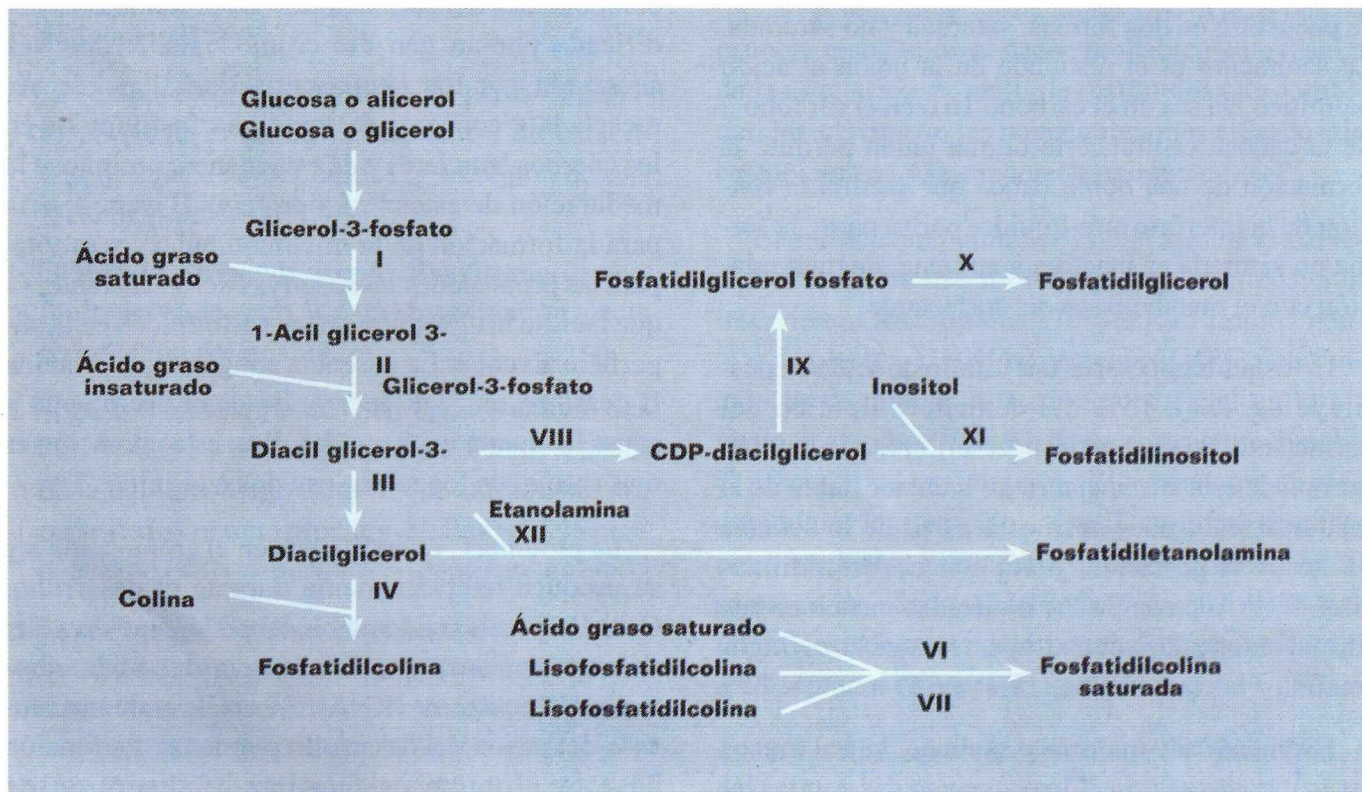 Glucosa o alicerol
Glucosa o glicerol
Glicerol-3-fosfato
I
Ácido graso
saturado
1-Acil glicerol 3-
II
Ácido graso
insaturado
Glicerol-3-fosfato
Diacil glicerol-3-
VIII
CDP-diacilglicerol
III
Etanolamina
XII
Diacilglicerol
Fosfatidiletanolamina
IV
Colina
Fosfatidilcolina
Fosfatidilglicerol fosfato
X
Fosfatidilglicerol
IX
Inositol
XI
Fosfatidilinositol
Ácido graso saturado
Lisofosfatidilcolina
Lisofosfatidilcolina
VI
VII
Fosfatidilcolina
saturada